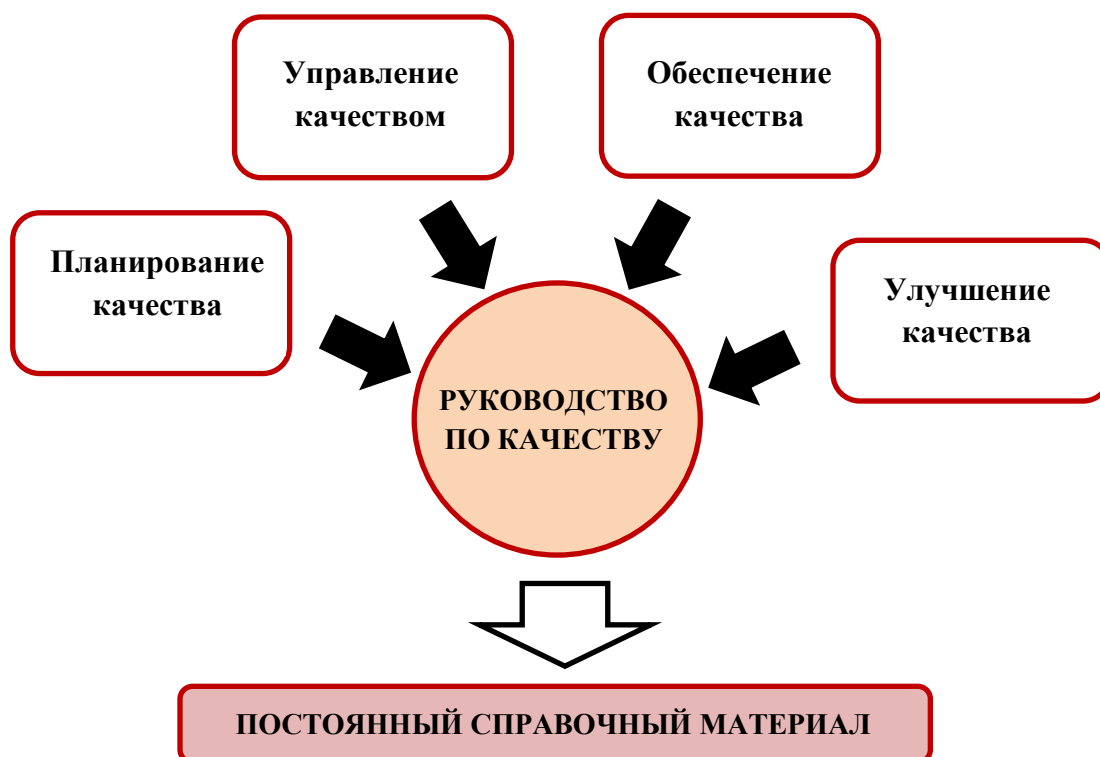 Управление
качеством
Обеспечение
качества
Планирование
качества
Улучшение
качества
РУКОВОДСТВО
ПО КАЧЕСТВУ
ПОСТОЯННЫЙ СПРАВОЧНЫЙ МАТЕРИАЛ